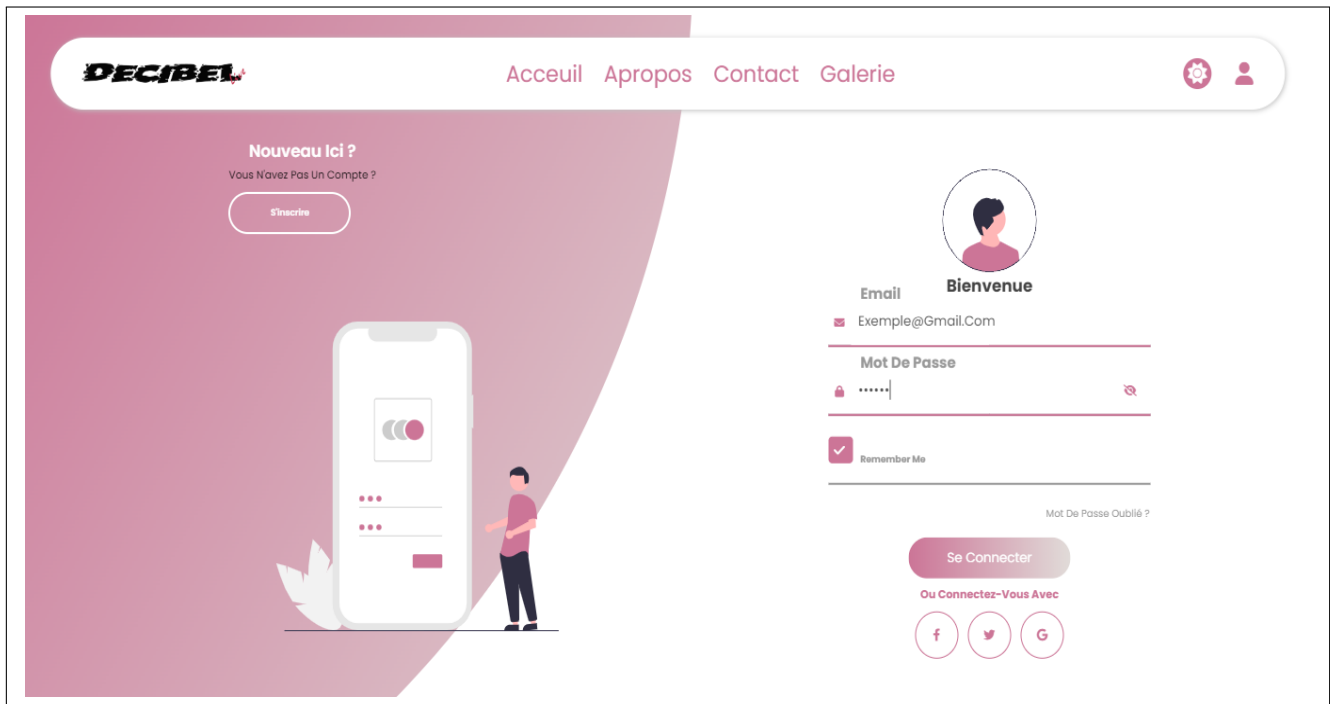 DECIBEL
Acceuil Apropos Contact Galerie
Nouveau Ici ?
Vous N'avez Pas Un Compte ?
S'inscrire
Bienvenue
Email
Exemple@Gmail.Com
Mot De Passe
••••••
Remember Me
Mot De Passe Oublié ?
Se Connecter
Ou Connectez-Vous Avec
f
G